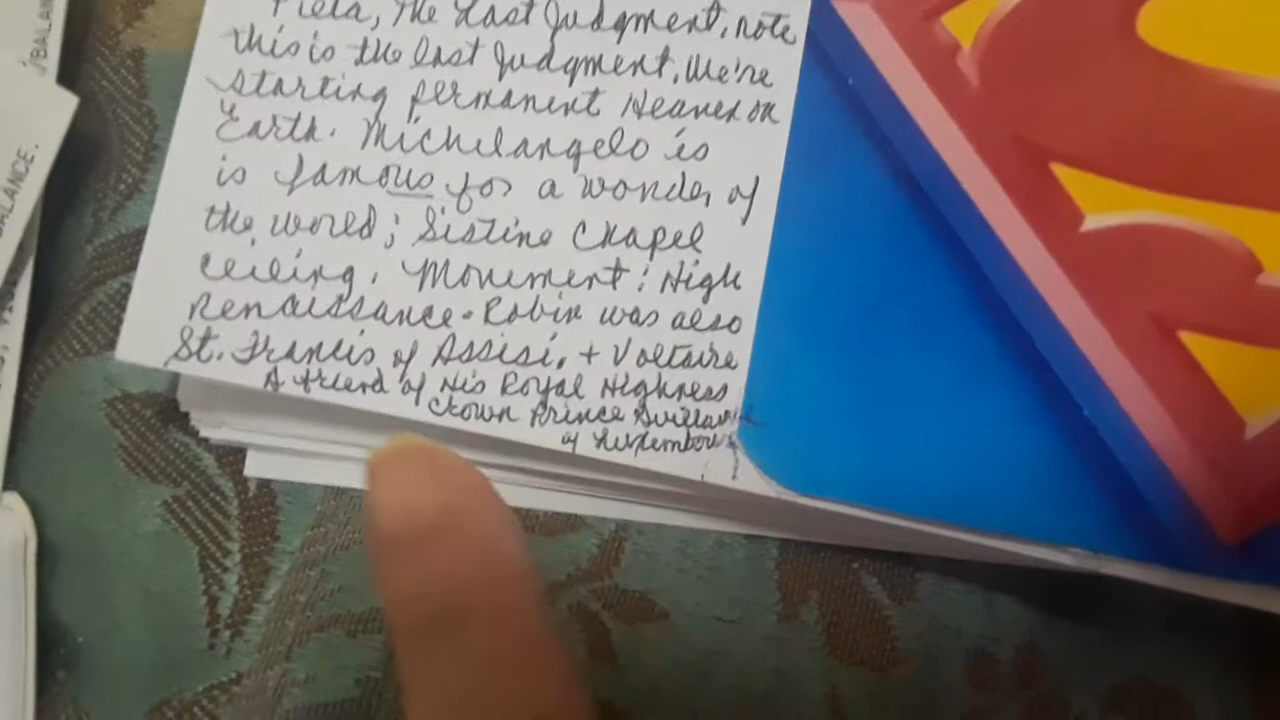 Pieta, The Last Judgment, note
this is the last judgment. We're
starting permanent Heaven on
Earth. Michelangelo is
is famous for a wonder of
the world; Sistine Chapel
ceiling. Movement: High
Renaissance. Robin was also
St. Francis of Assisi, + Voltaire
A friend of His Royal Highness
Crown Prince
of Luxembourg
BALANCE.